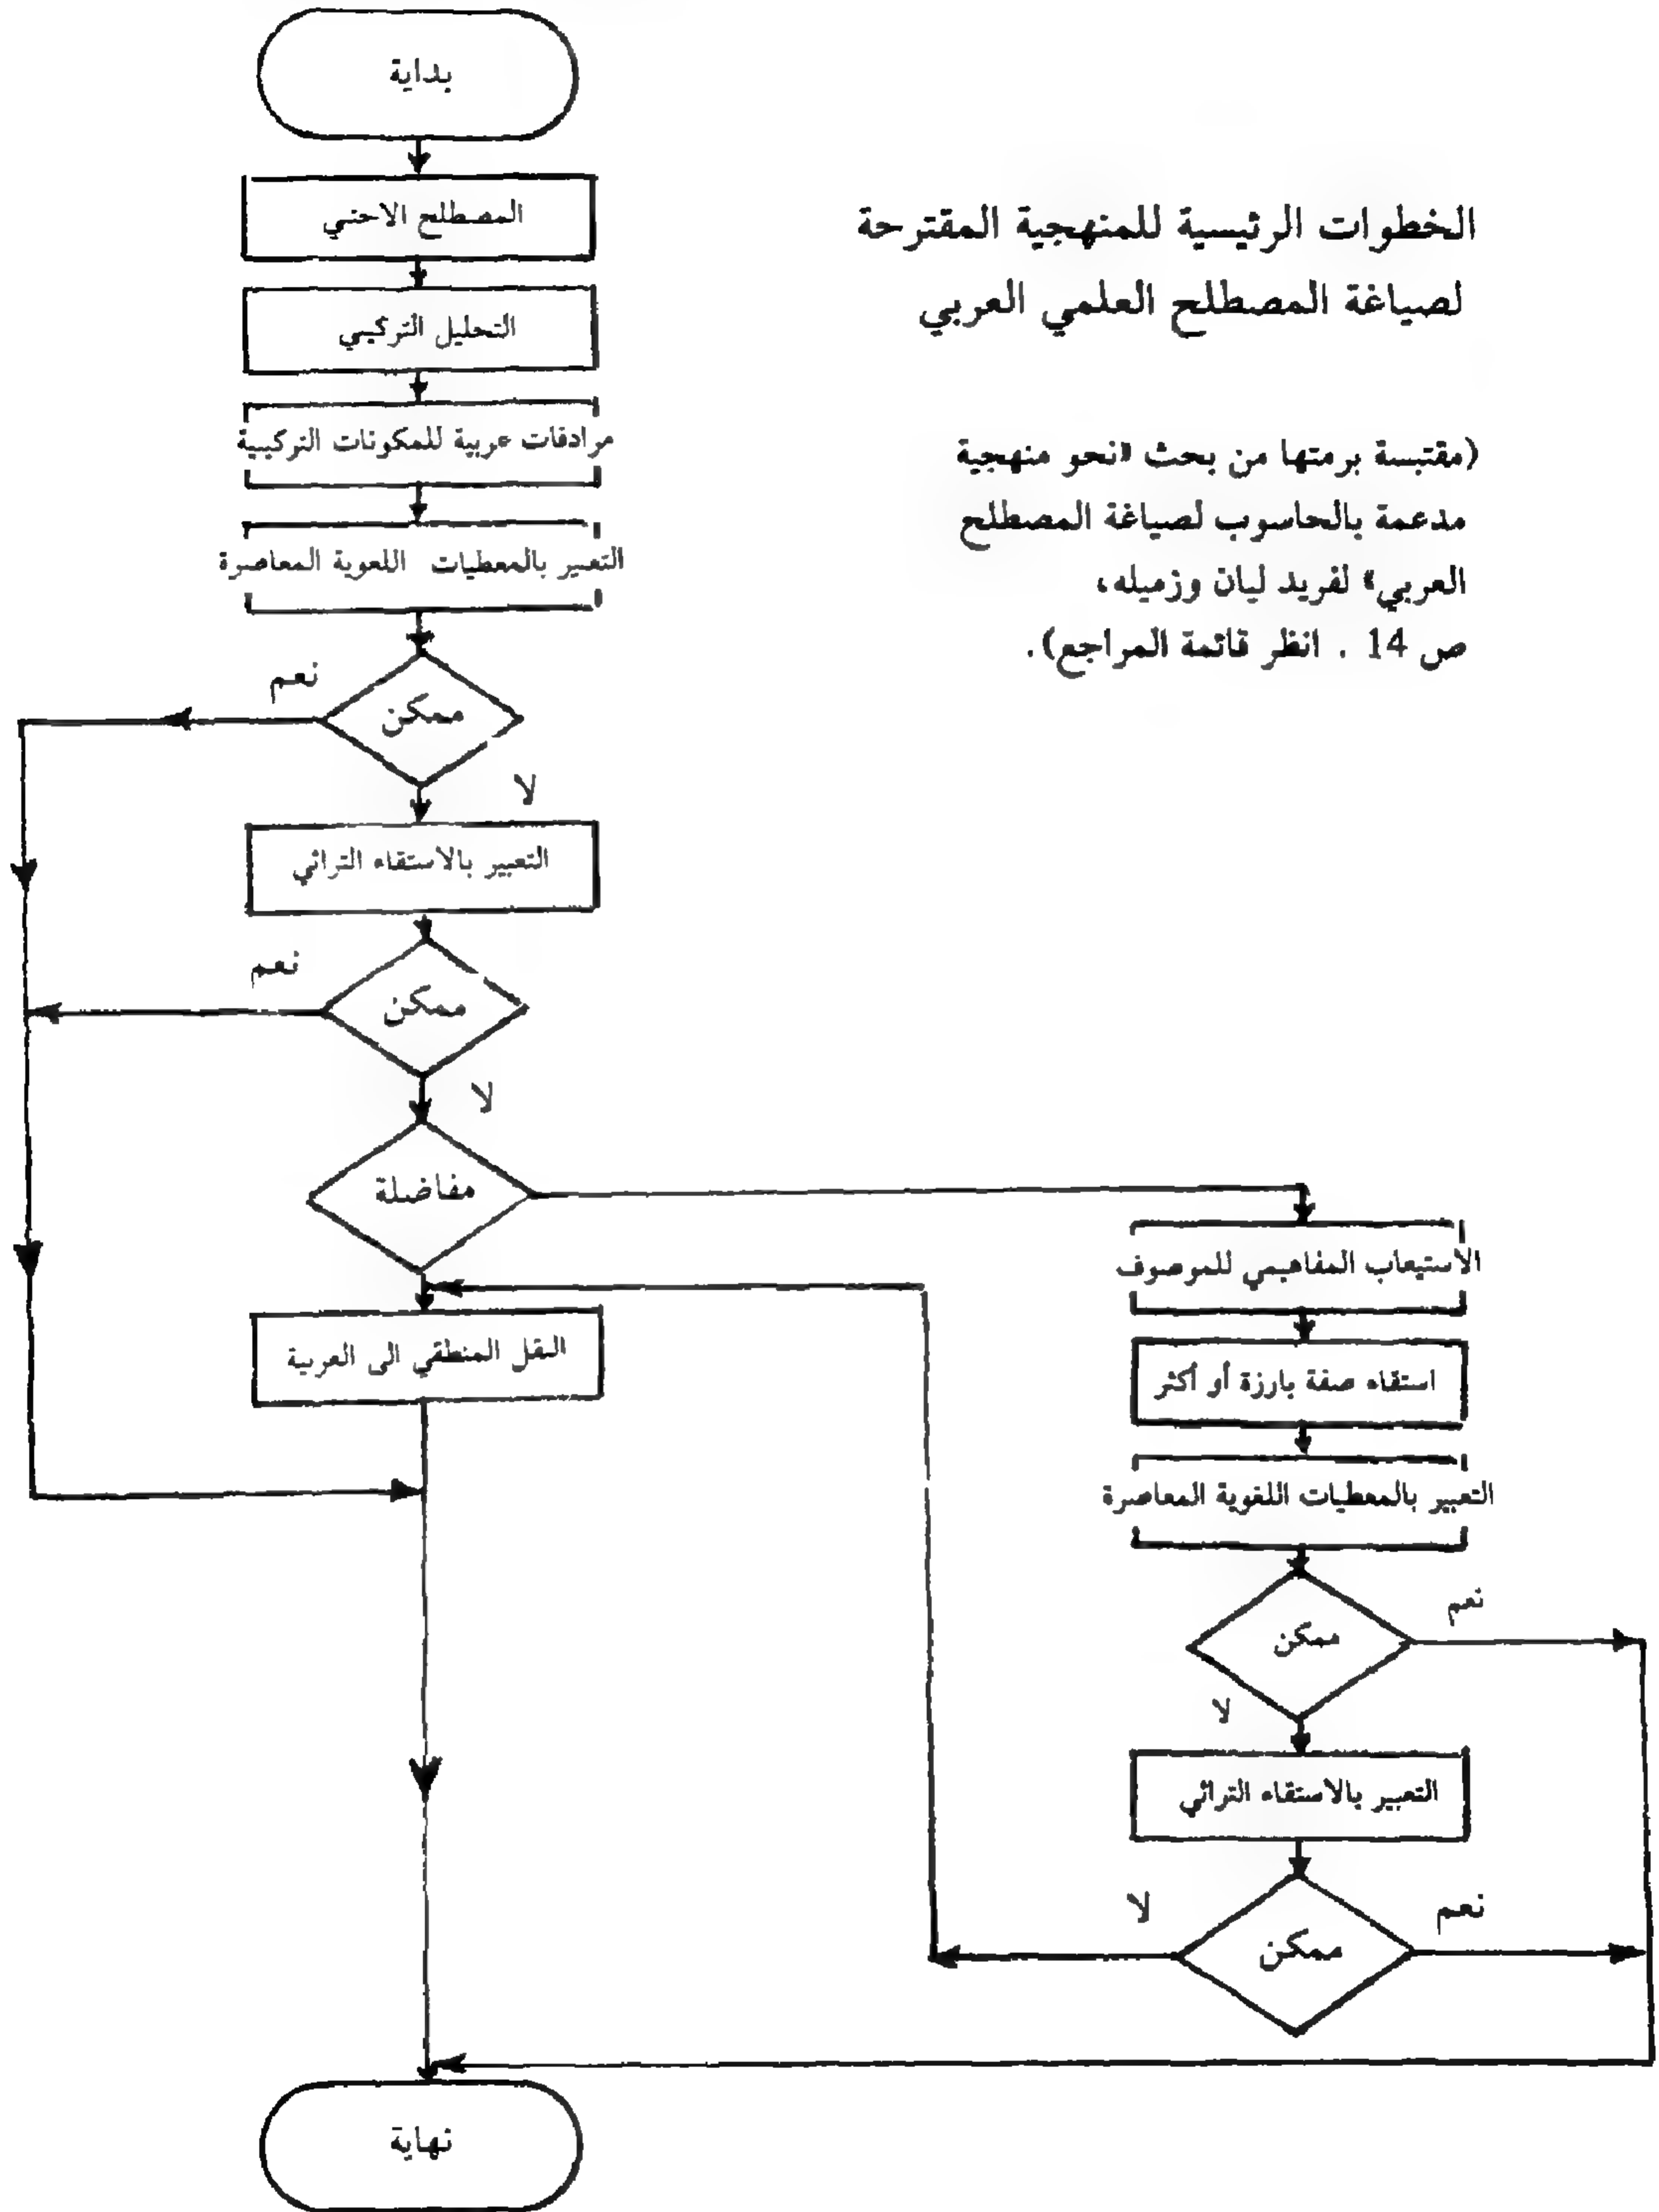 بداية
المصطلح الاحنبي
التحليل التركيبي
مرادفات عربية للمكونات التركيبية
التعبير بالمعطيات اللغوية المعاصرة
ممكن
نعم
لا
التعبير بالاستقاء التراثي
ممكن
نعم
لا
مفاضلة
النقل المنطقي الى العربية
نهاية
الخطوات الرئيسية للمنهجية المقترحة
لصياغة المصطلح العلمي العربي
(مقتبسة برمتها من بحث «نحو منهجية
مدعمة بالحاسوب لصياغة المصطلح
العربي» لفريد ليان وزميله،
ص 14 . انظر قائمة المراجع).
الاستيعاب المفاهيمي للموصوف
استقاء صفة بارزة أو أكثر
التعبير بالمعطيات اللغوية المعاصرة
ممكن
نعم
لا
التعبير بالاستقاء التراثي
ممكن
نعم
لا